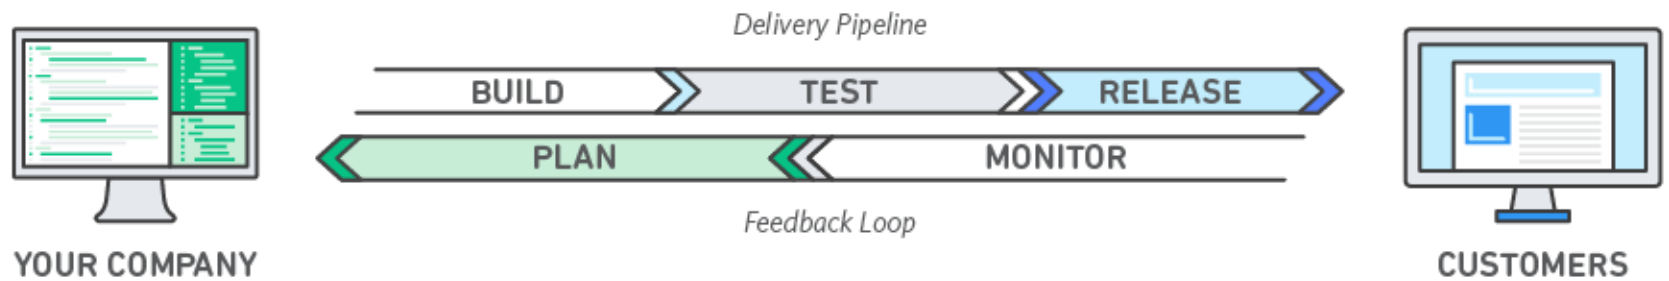 Delivery Pipeline
BUILD TEST RELEASE
PLAN MONITOR
Feedback Loop
YOUR COMPANY CUSTOMERS